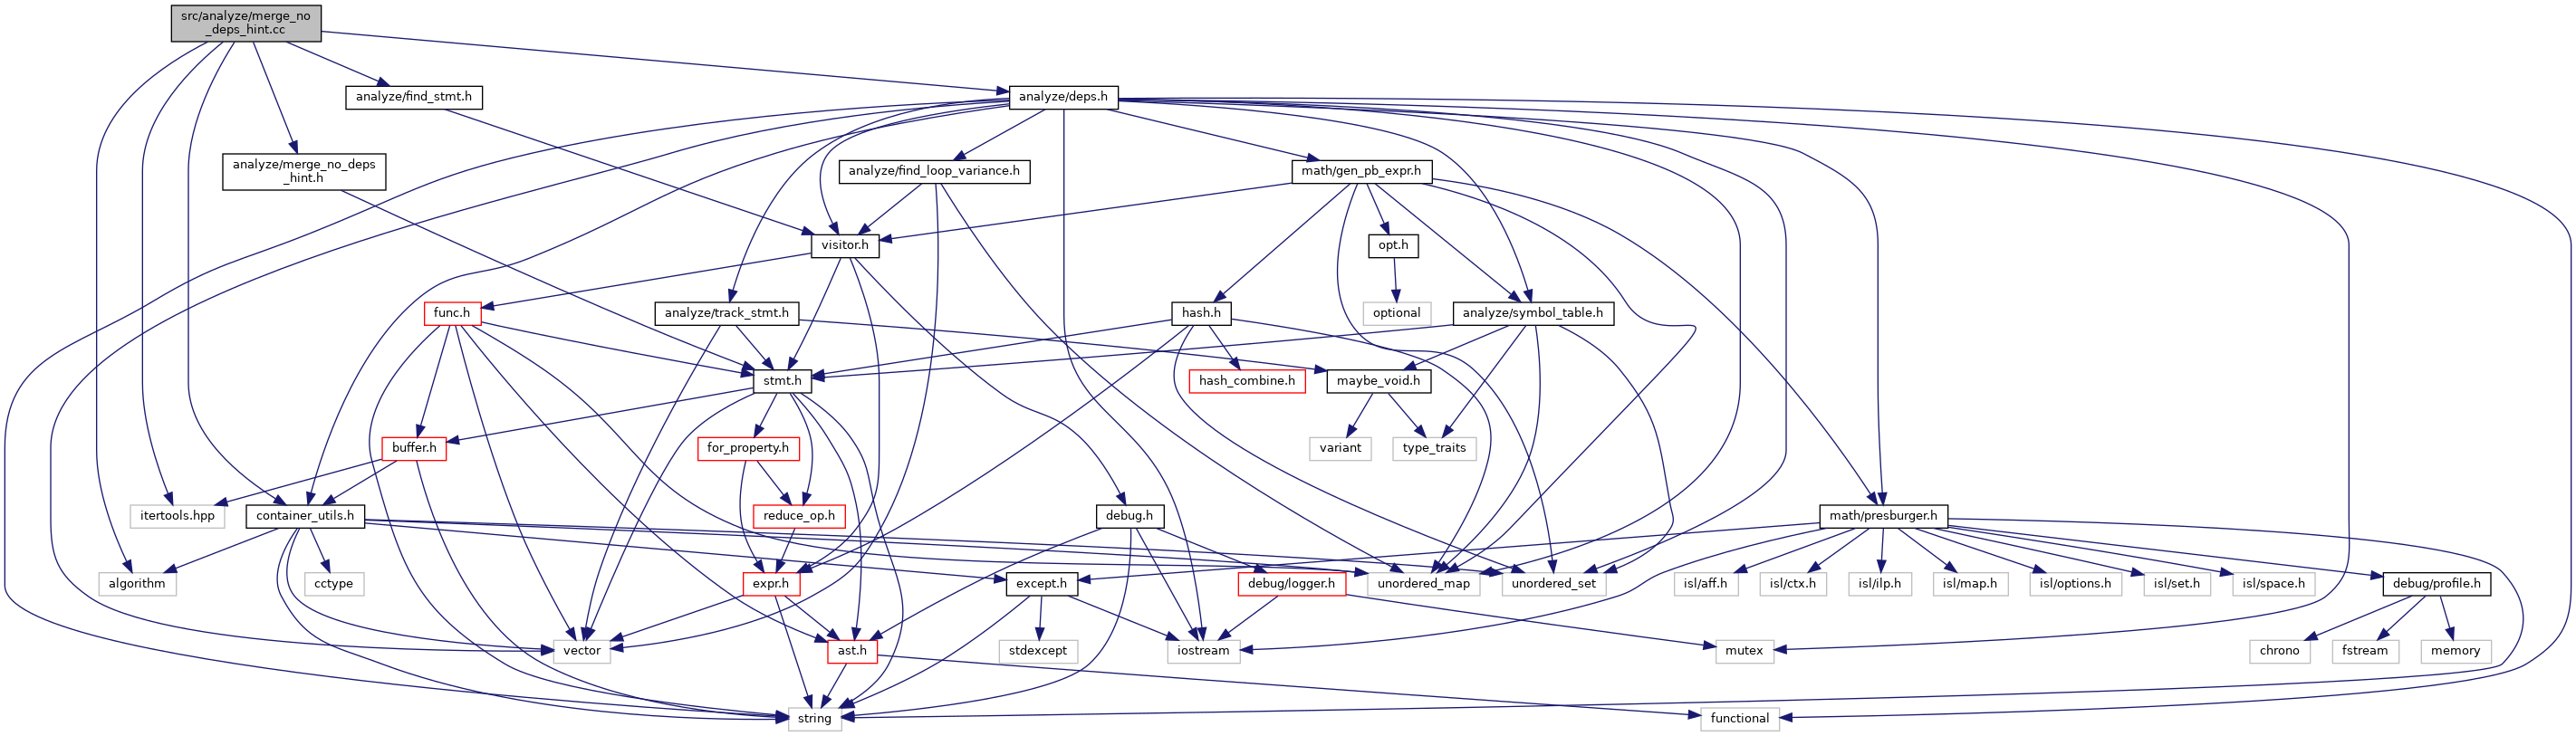 src/analyze/merge_no
_deps_hint.cc
analyze/find_stmt.h
analyze/deps.h
analyze/merge_no_deps
_hint.h
analyze/find_loop_variance.h
math/gen_pb_expr.h
visitor.h
opt.h
func.h
analyze/track_stmt.h
hash.h
optional
analyze/symbol_table.h
stmt.h
hash_combine.h
maybe_void.h
buffer.h
for_property.h
variant
type_traits
itertools.hpp
container_utils.h
reduce_op.h
debug.h
math/presburger.h
algorithm
cctype
expr.h
except.h
debug/logger.h
unordered_map
unordered_set
isl/aff.h
isl/ctx.h
isl/ilp.h
isl/map.h
isl/options.h
isl/set.h
isl/space.h
debug/profile.h
vector
ast.h
stdexcept
iostream
mutex
chrono
fstream
memory
string
functional